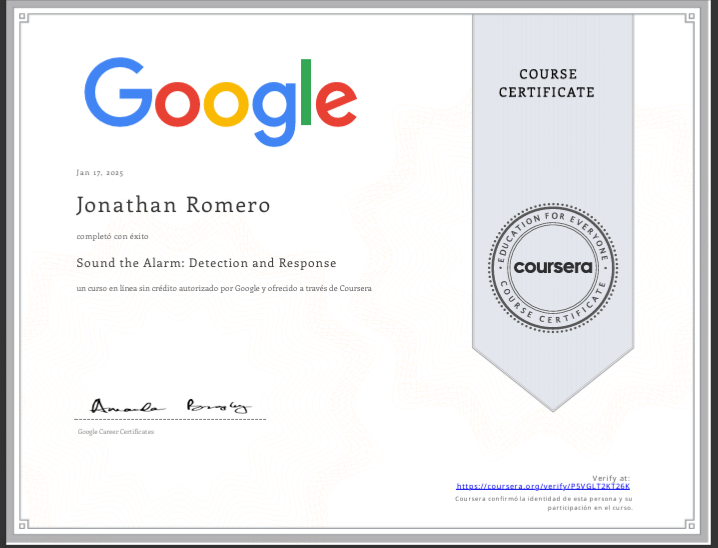 Google
COURSE
CERTIFICATE
Jan 17, 2025
Jonathan Romero
completó con éxito
Sound the Alarm: Detection and Response
un curso en línea sin crédito autorizado por Google y ofrecido a través de Coursera
EDUCATION FOR EVERYONE
coursera
COURSE CERTIFICATE
Google Career Certificates
Verify at:
https://coursera.org/verify/P5VGLT2KT26K
Coursera confirmó la identidad de esta persona y su
participación en el curso.